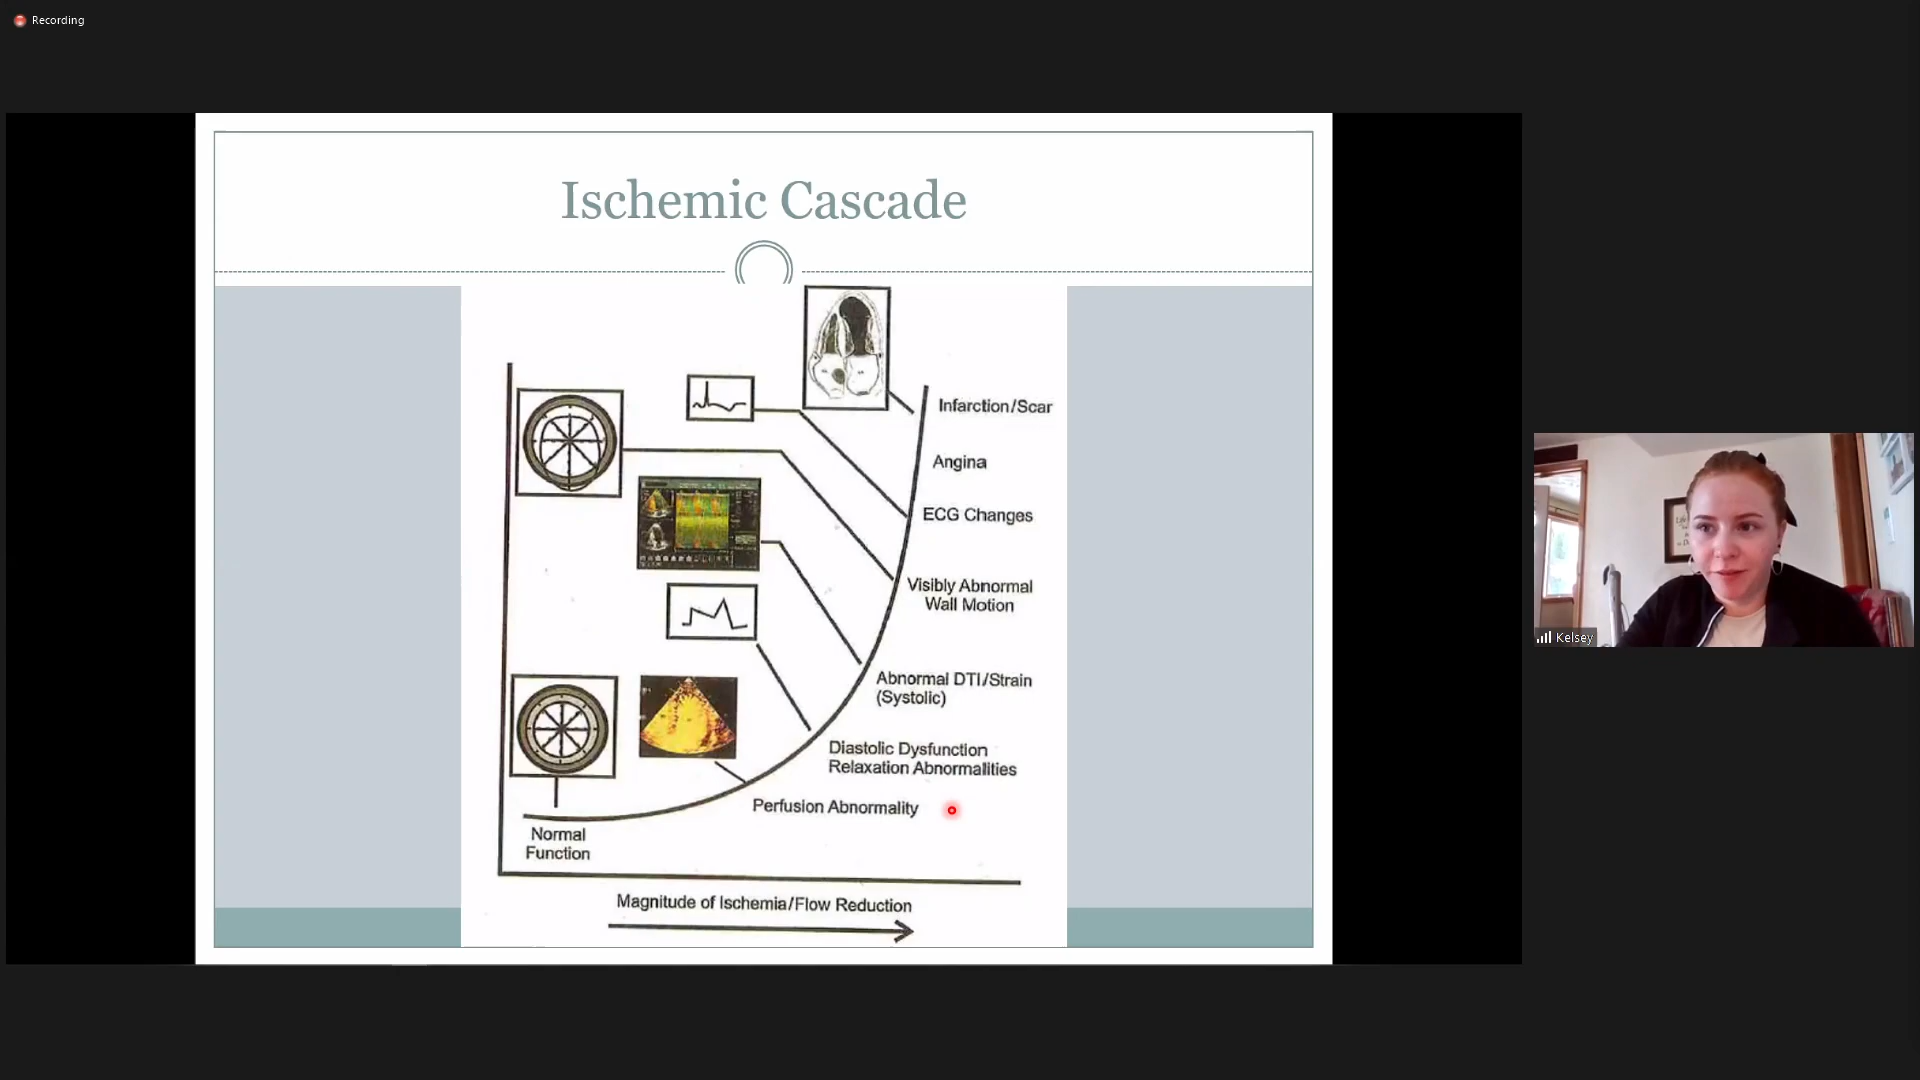 Recording
Ischemic Cascade
Infarction/Scar
Angina
ECG Changes
Visibly Abnormal
Wall Motion
Abnormal DTI/Strain
(Systolic)
Diastolic Dysfunction
Relaxation Abnormalities
Perfusion Abnormality
Normal
Function
Magnitude of Ischemia/Flow Reduction
Kelsey